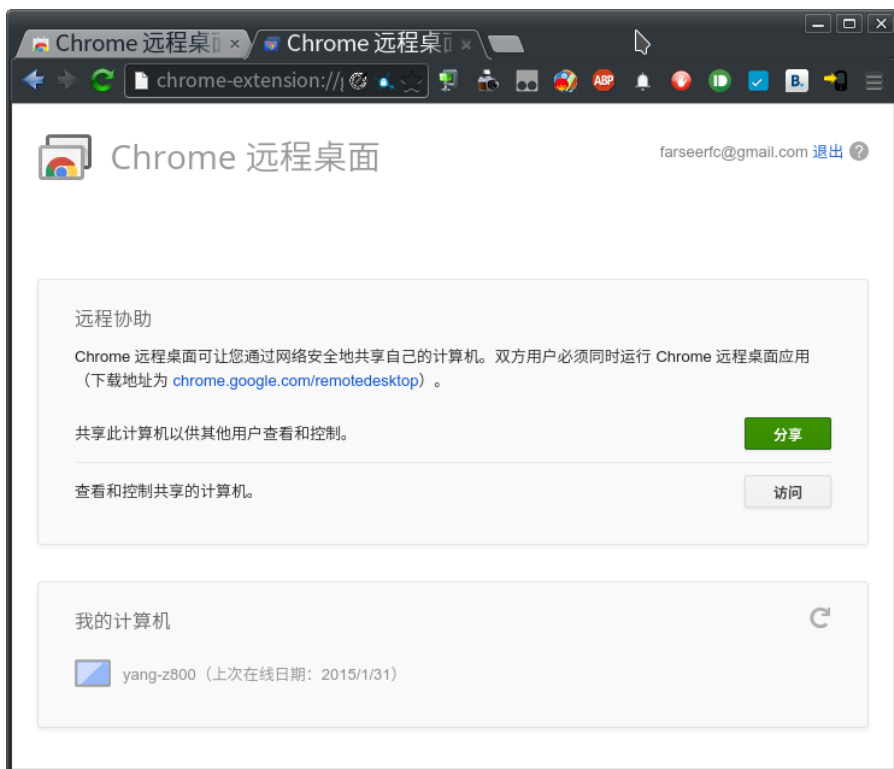 Chrome 远程桌
Chrome 远程桌
chrome-extension://
ABP
B.
Chrome 远程桌面
farseerfc@gmail.com 退出 ?
远程协助
Chrome 远程桌面可让您通过网络安全地共享自己的计算机。双方用户必须同时运行 Chrome 远程桌面应用
（下载地址为 chrome.google.com/remotedesktop）。
共享此计算机以供其他用户查看和控制。
分享
查看和控制共享的计算机。
访问
我的计算机
yang-z800（上次在线日期：2015/1/31）